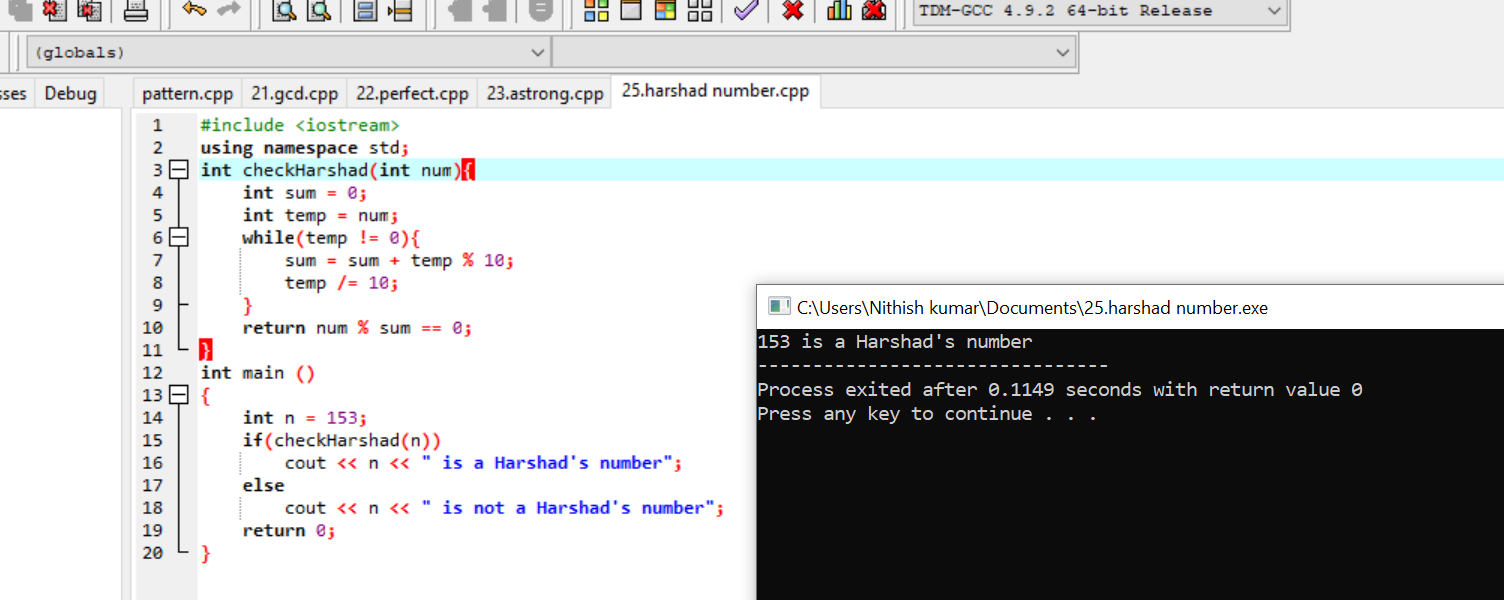 TDM-GCC 4.9.2 64-bit Release
(globals)
sses Debug pattern.cpp 21.gcd.cpp 22.perfect.cpp 23.astrong.cpp 25.harshad number.cpp
1 #include <iostream>
2 using namespace std;
3 int checkHarshad(int num){
4 int sum = 0;
5 int temp = num;
6 while(temp != 0){
7 sum = sum + temp % 10;
8 temp /= 10;
9 }
10 return num % sum == 0;
11 }
12 int main ()
13 {
14 int n = 153;
15 if(checkHarshad(n))
16 cout << n << " is a Harshad's number";
17 else
18 cout << n << " is not a Harshad's number";
19 return 0;
20 }
C:\Users\Nithish kumar\Documents\25.harshad number.exe
153 is a Harshad's number
--------------------------------
Process exited after 0.1149 seconds with return value 0
Press any key to continue . . .